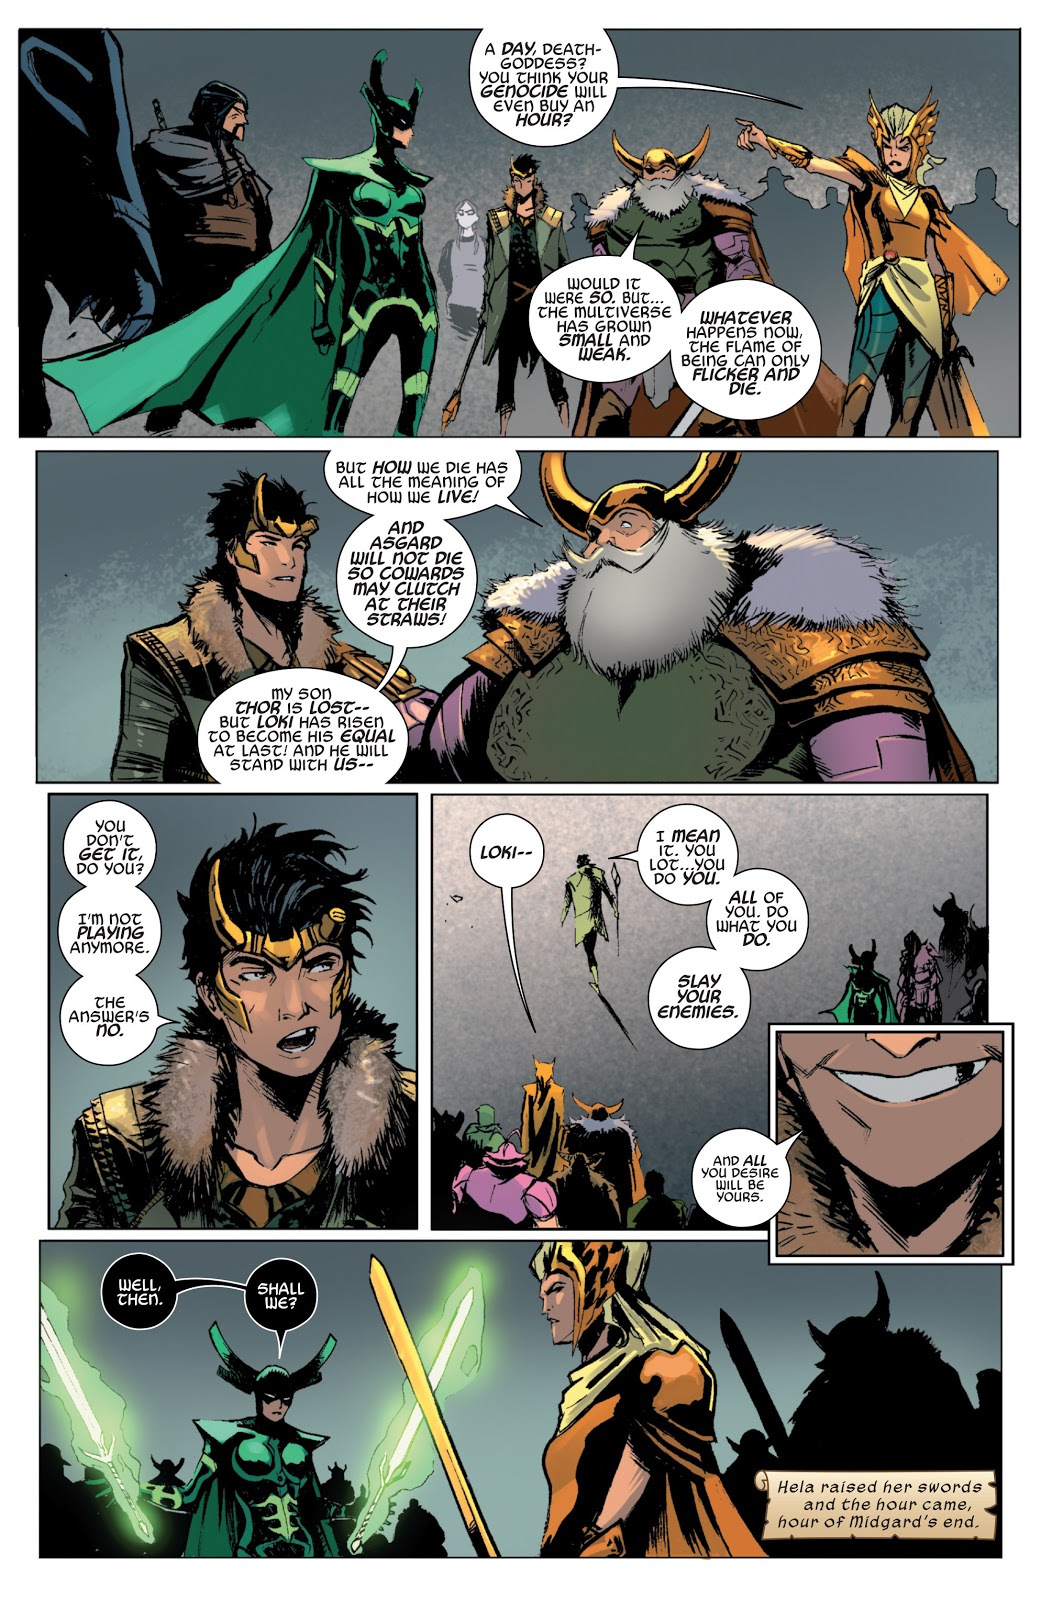 A DAY, DEATH-
GODDESS?
YOU THINK YOUR
GENOCIDE WILL
EVEN BUY AN
HOUR?
WOULD IT
WERE SO. BUT...
THE MULTIVERSE
HAS GROWN
SMALL AND
WEAK.
WHATEVER
HAPPENS NOW,
THE FLAME OF
BEING CAN ONLY
FLICKER AND
DIE.
BUT HOW WE DIE HAS
ALL THE MEANING OF
HOW WE LIVE!
AND
ASGARD
WILL NOT DIE
SO COWARDS
MAY CLUTCH
AT THEIR
STRAWS!
MY SON
THOR IS LOST--
BUT LOKI HAS RISEN
TO BECOME HIS EQUAL
AT LAST! AND HE WILL
STAND WITH US--
YOU
DON'T
GET IT,
DO YOU?
I'M NOT
PLAYING
ANYMORE.
THE
ANSWER'S
NO.
LOKI--
I MEAN
IT. YOU
LOT...YOU
DO YOU.
ALL OF
YOU. DO
WHAT YOU
DO.
SLAY
YOUR
ENEMIES.
AND ALL
YOU DESIRE
WILL BE
YOURS.
WELL,
THEN.
SHALL
WE?
Hela raised her swords
and the hour came,
hour of Midgard's end.